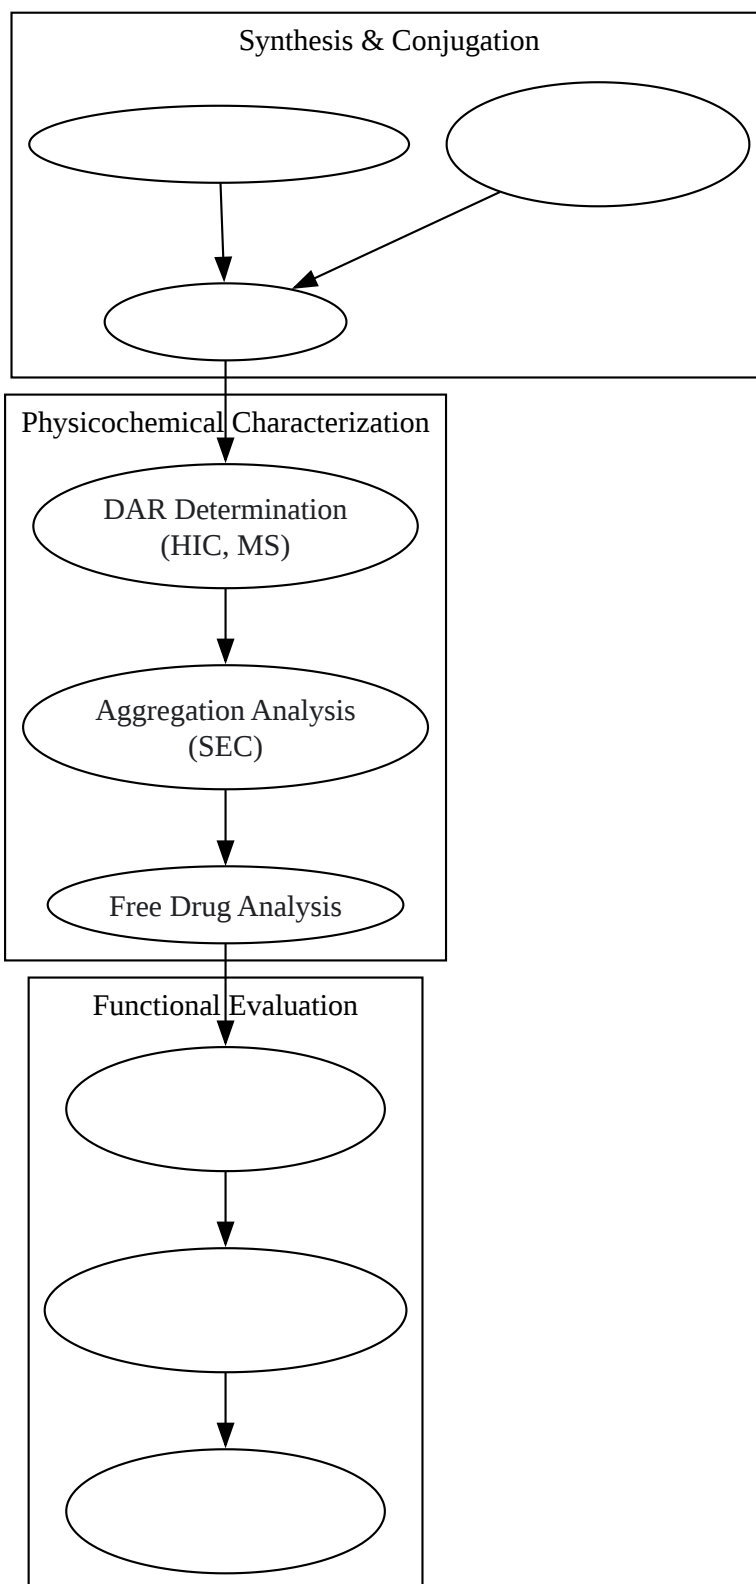 Synthesis & Conjugation
Physicochemical Characterization
DAR Determination
(HIC, MS)
Aggregation Analysis
(SEC)
Free Drug Analysis
Functional Evaluation